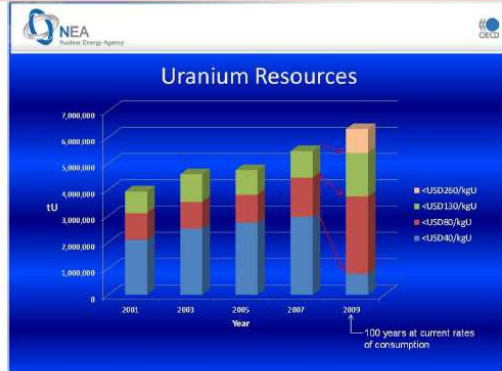 NEA
Nuclear Energy Agency
OECD
Uranium Resources
7,000,000
6,000,000
5,000,000
4,000,000
tU
3,000,000
2,000,000
1,000,000
0
2001 2003 2005 2007 2009
Year
<USD260/kgU
<USD130/kgU
<USD80/kgU
<USD40/kgU
100 years at current rates
of consumption